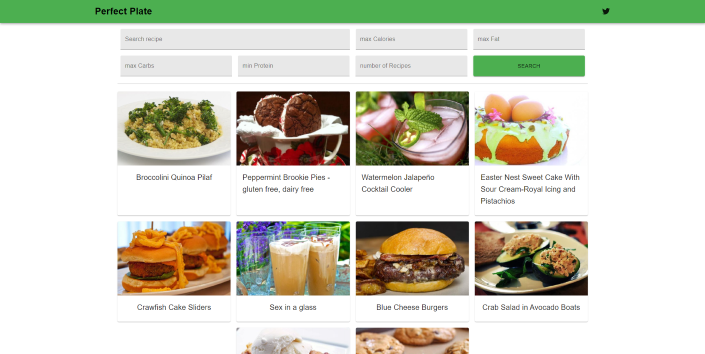 Perfect Plate
Search recipe
max Calories
max Fat
max Carbs
min Protein
number of Recipes
SEARCH
Broccolini Quinoa Pilaf
Peppermint Brookie Pies -
gluten free, dairy free
Watermelon Jalapeño
Cocktail Cooler
Easter Nest Sweet Cake With
Sour Cream-Royal Icing and
Pistachios
Crawfish Cake Sliders
Sex in a glass
Blue Cheese Burgers
Crab Salad in Avocado Boats